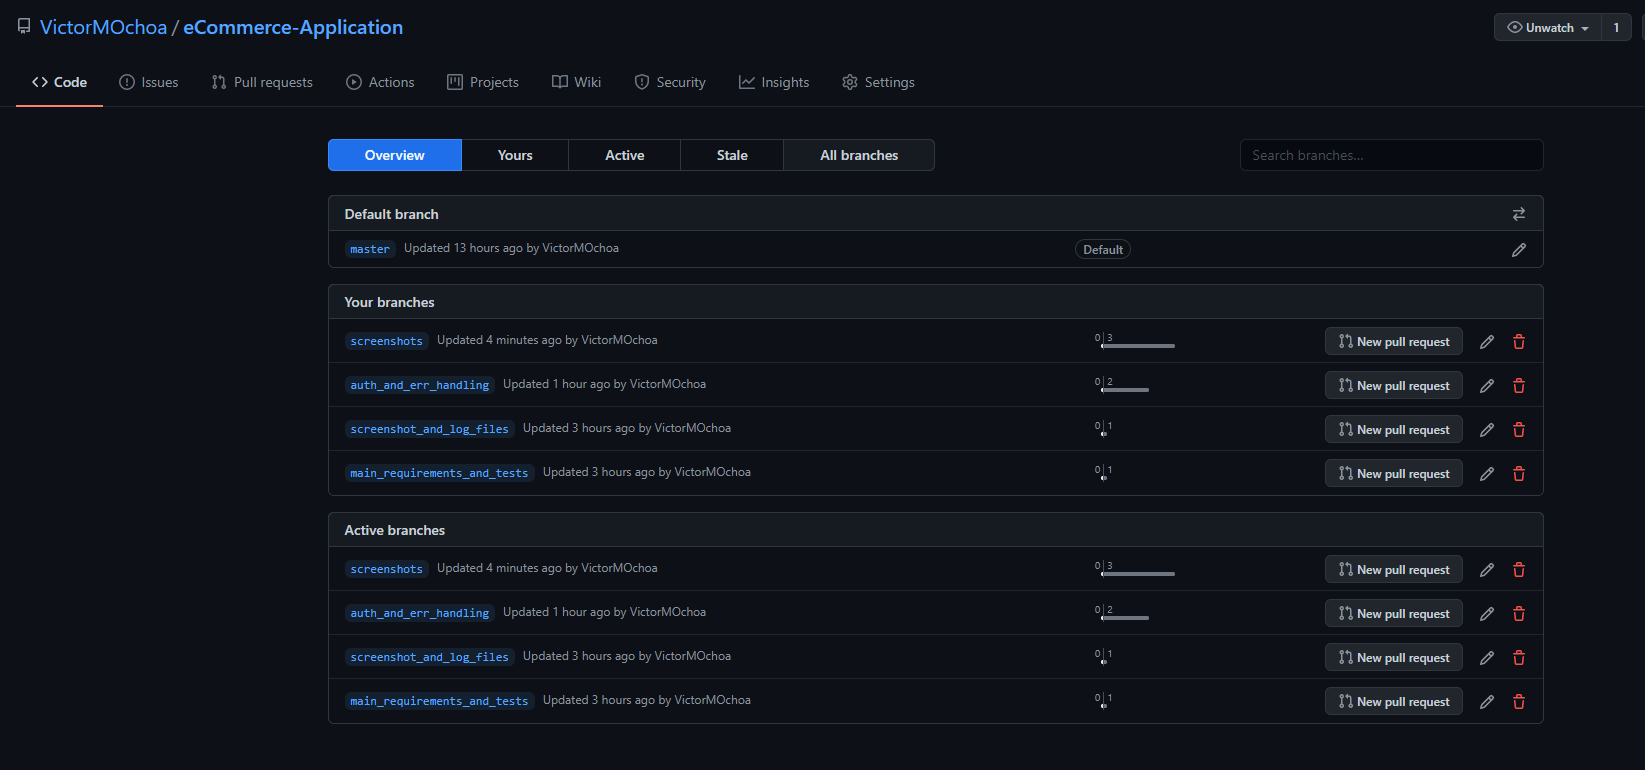 VictorMOchoa / eCommerce-Application
Unwatch 1
Code Issues Pull requests Actions Projects Wiki Security Insights Settings
Overview Yours Active Stale All branches
Search branches...
Default branch
master Updated 13 hours ago by VictorMOchoa Default
Your branches
screenshots Updated 4 minutes ago by VictorMOchoa 0 3 New pull request
auth_and_err_handling Updated 1 hour ago by VictorMOchoa 0 2 New pull request
screenshot_and_log_files Updated 3 hours ago by VictorMOchoa 0 1 New pull request
main_requirements_and_tests Updated 3 hours ago by VictorMOchoa 0 1 New pull request
Active branches
screenshots Updated 4 minutes ago by VictorMOchoa 0 3 New pull request
auth_and_err_handling Updated 1 hour ago by VictorMOchoa 0 2 New pull request
screenshot_and_log_files Updated 3 hours ago by VictorMOchoa 0 1 New pull request
main_requirements_and_tests Updated 3 hours ago by VictorMOchoa 0 1 New pull request